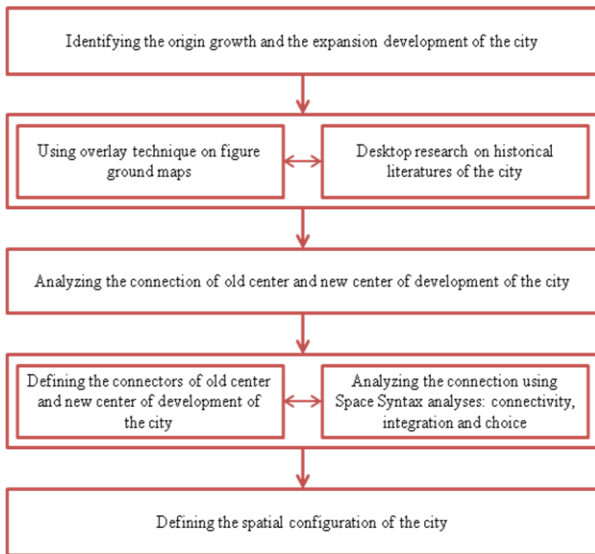 Identifying the origin growth and the expansion development of the city
Using overlay technique on figure
ground maps
Desktop research on historical
literatures of the city
Analyzing the connection of old center and new center of development of the city
Defining the connectors of old center
and new center of development of
the city
Analyzing the connection using
Space Syntax analyses: connectivity,
integration and choice
Defining the spatial configuration of the city